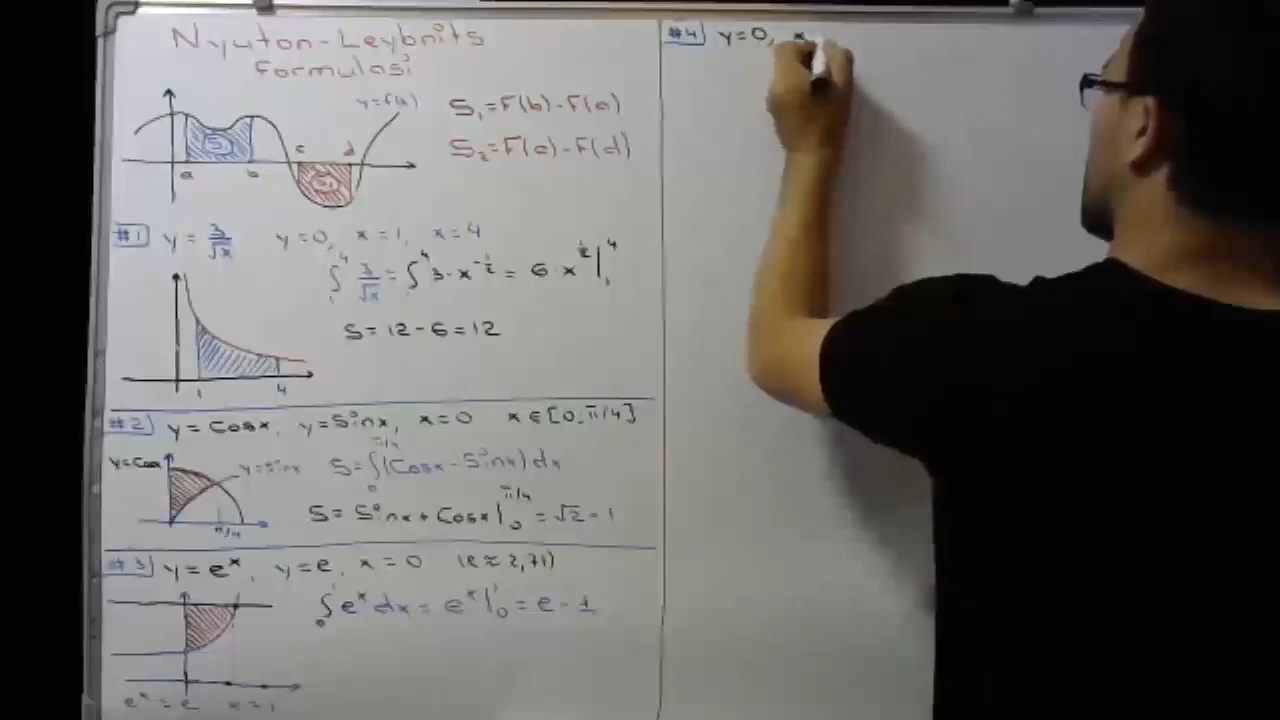 Nyuton-Leybnits
formulasi
y=f(x)
S₁=F(b)-F(a)
S₂=F(c)-F(d)
S₁
c d
a b
S₂
#1 y = 3/√x y=0, x=1, x=4
∫₁⁴ 3/√x = ∫₁⁴ 3·x^(-1/2) = 6·x^(1/2)|₁⁴
S=12-6=12
1 4
#2 y=Cosx, y=Sinx, x=0 x∈[0,π/4]
y=Cosx y=Sinx S=∫₀^(π/4)(Cosx-Sinx)dx
S=Sinx+Cosx|₀^(π/4)=√2-1
π/4
#3 y=eˣ, y=e, x=0 (e≈2,71)
∫₀¹ eˣdx=eˣ|₀¹=e-1
eˣ=e x=1
#4 y=0, x